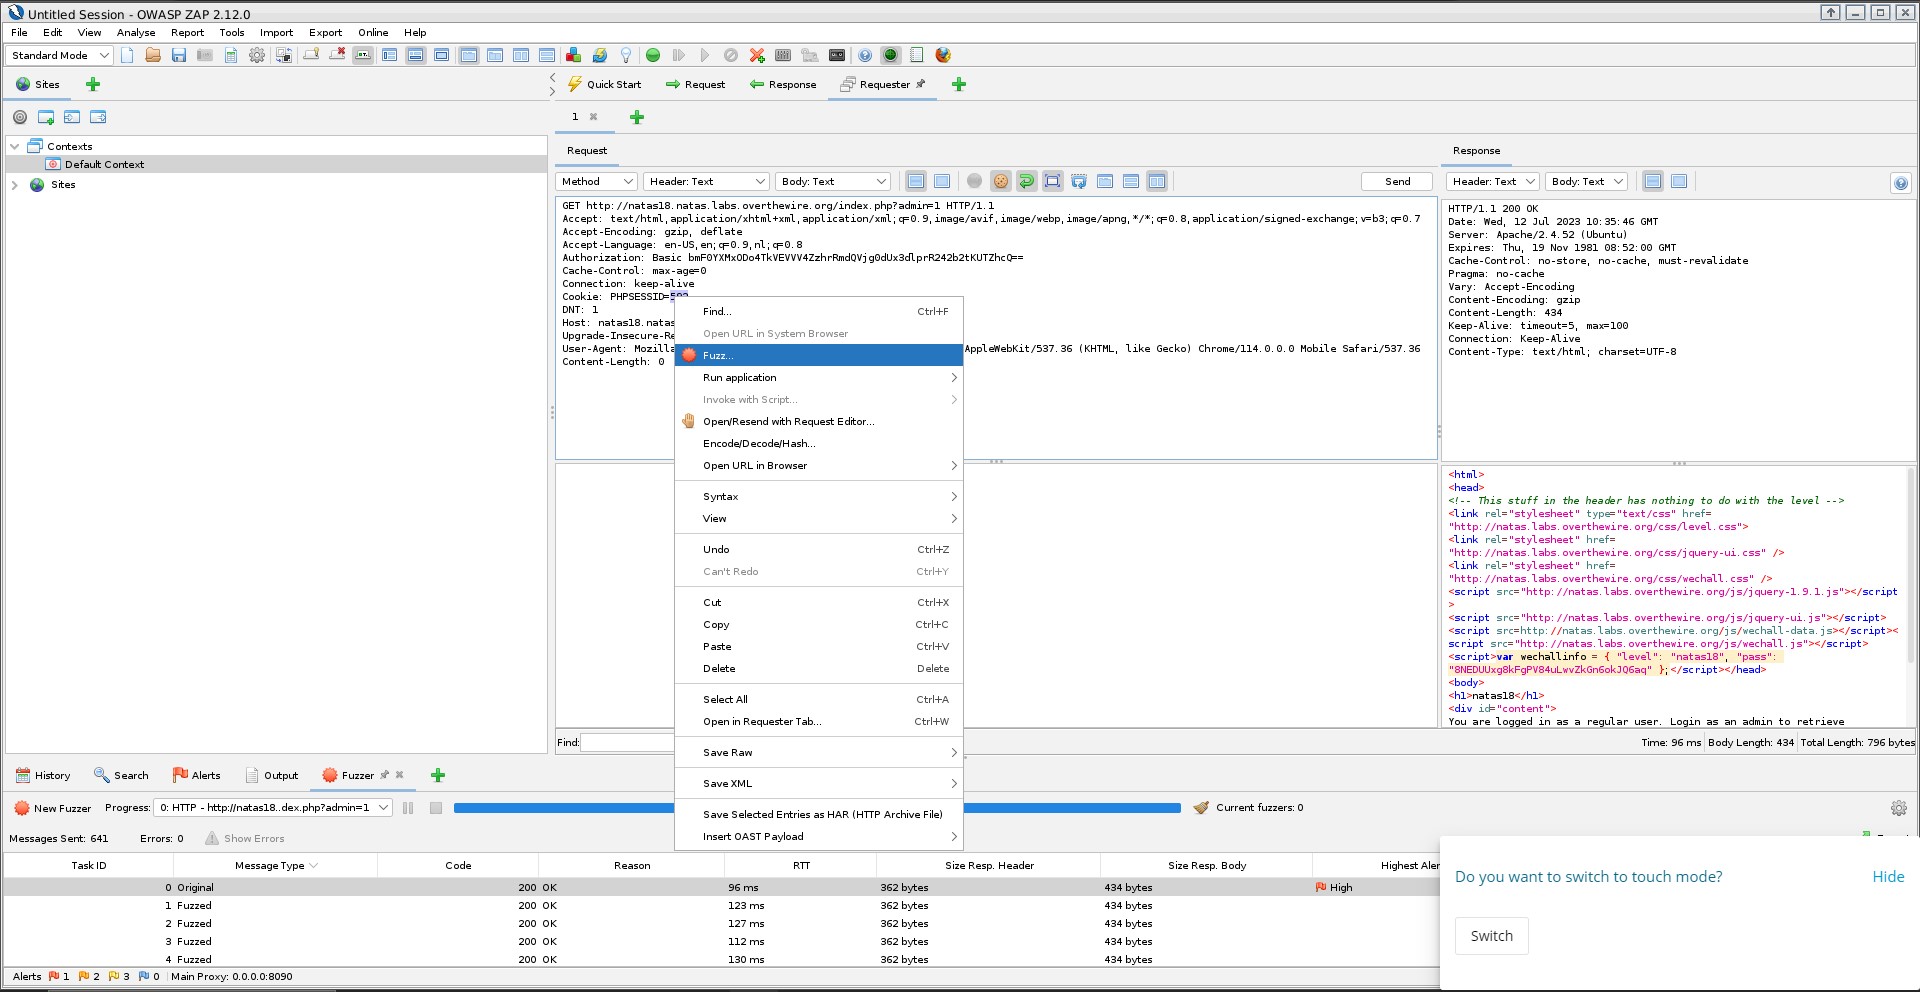 Untitled Session - OWASP ZAP 2.12.0
File Edit View Analyse Report Tools Import Export Online Help
Standard Mode
Sites
Quick Start Request Response Requester
1
Contexts
Default Context
Sites
Request
Method Header: Text Body: Text Send
GET http://natas18.natas.labs.overthewire.org/index.php?admin=1 HTTP/1.1
Accept: text/html,application/xhtml+xml,application/xml;q=0.9,image/avif,image/webp,image/apng,*/*;q=0.8,application/signed-exchange;v=b3;q=0.7
Accept-Encoding: gzip, deflate
Accept-Language: en-US,en;q=0.9,nl;q=0.8
Authorization: Basic
Cache-Control: max-age=0
Connection: keep-alive
Cookie: PHPSESSID=
DNT: 1
Host: natas18.natas
Upgrade-Insecure-Re
User-Agent: Mozilla AppleWebKit/537.36 (KHTML, like Gecko) Chrome/114.0.0.0 Mobile Safari/537.36
Content-Length: 0
Find... Ctrl+F
Open URL in System Browser
Fuzz...
Run application
Invoke with Script...
Open/Resend with Request Editor...
Encode/Decode/Hash...
Open URL in Browser
Syntax
View
Undo Ctrl+Z
Can't Redo Ctrl+Y
Cut Ctrl+X
Copy Ctrl+C
Paste Ctrl+V
Delete Delete
Select All Ctrl+A
Open in Requester Tab... Ctrl+W
Save Raw
Save XML
Save Selected Entries as HAR (HTTP Archive File)
Insert OAST Payload
Find:
Response
Header: Text Body: Text
HTTP/1.1 200 OK
Date: Wed, 12 Jul 2023 10:35:46 GMT
Server: Apache/2.4.52 (Ubuntu)
Expires: Thu, 19 Nov 1981 08:52:00 GMT
Cache-Control: no-store, no-cache, must-revalidate
Pragma: no-cache
Vary: Accept-Encoding
Content-Encoding: gzip
Content-Length: 434
Keep-Alive: timeout=5, max=100
Connection: Keep-Alive
Content-Type: text/html; charset=UTF-8
<html>
<head>
<!-- This stuff in the header has nothing to do with the level -->
<link rel="stylesheet" type="text/css" href=
"http://natas.labs.overthewire.org/css/level.css">
<link rel="stylesheet" href=
"http://natas.labs.overthewire.org/css/jquery-ui.css" />
<link rel="stylesheet" href=
"http://natas.labs.overthewire.org/css/wechall.css" />
<script src="http://natas.labs.overthewire.org/js/jquery-1.9.1.js"></script
>
<script src="http://natas.labs.overthewire.org/js/jquery-ui.js"></script>
<script src=http://natas.labs.overthewire.org/js/wechall-data.js></script><
script src="http://natas.labs.overthewire.org/js/wechall.js"></script>
<script>var wechallinfo = { "level": "natas18", "pass":
"8NEDUUxg8kFgPV84uLwvZkGn6okJQ6aq" };</script></head>
<body>
<h1>natas18</h1>
<div id="content">
You are logged in as a regular user. Login as an admin to retrieve
Time: 96 ms Body Length: 434 Total Length: 796 bytes
History Search Alerts Output Fuzzer
New Fuzzer Progress: 0: HTTP - http://natas18..dex.php?admin=1 Current fuzzers: 0
Messages Sent: 641 Errors: 0 Show Errors
Task ID Message Type Code Reason RTT Size Resp. Header Size Resp. Body Highest Aler
0 Original 200 OK 96 ms 362 bytes 434 bytes High
1 Fuzzed 200 OK 123 ms 362 bytes 434 bytes
2 Fuzzed 200 OK 127 ms 362 bytes 434 bytes
3 Fuzzed 200 OK 112 ms 362 bytes 434 bytes
4 Fuzzed 200 OK 130 ms 362 bytes 434 bytes
Alerts 1 2 3 0 Main Proxy: 0.0.0.0:8090
Do you want to switch to touch mode? Hide
Switch